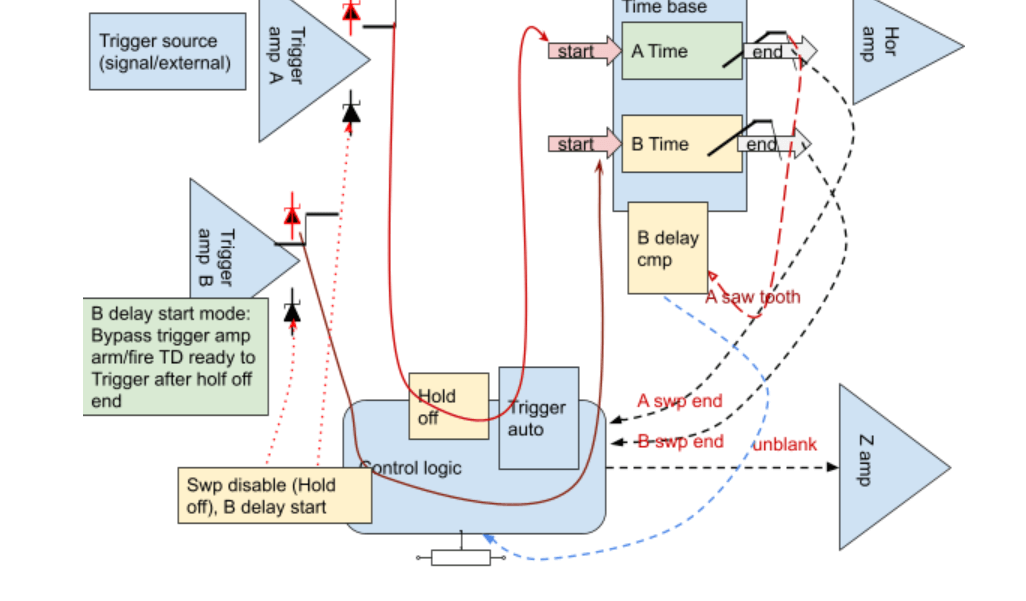 Time base
Trigger source
(signal/external)
Trigger
amp A
start
A Time
end
Hor
amp
start
B Time
end
Trigger
amp B
B delay
cmp
A saw tooth
B delay start mode:
Bypass trigger amp
arm/fire TD ready to
Trigger after holf off
end
Hold
off
Trigger
auto
A swp end
B swp end
unblank
Z amp
Control logic
Swp disable (Hold
off), B delay start